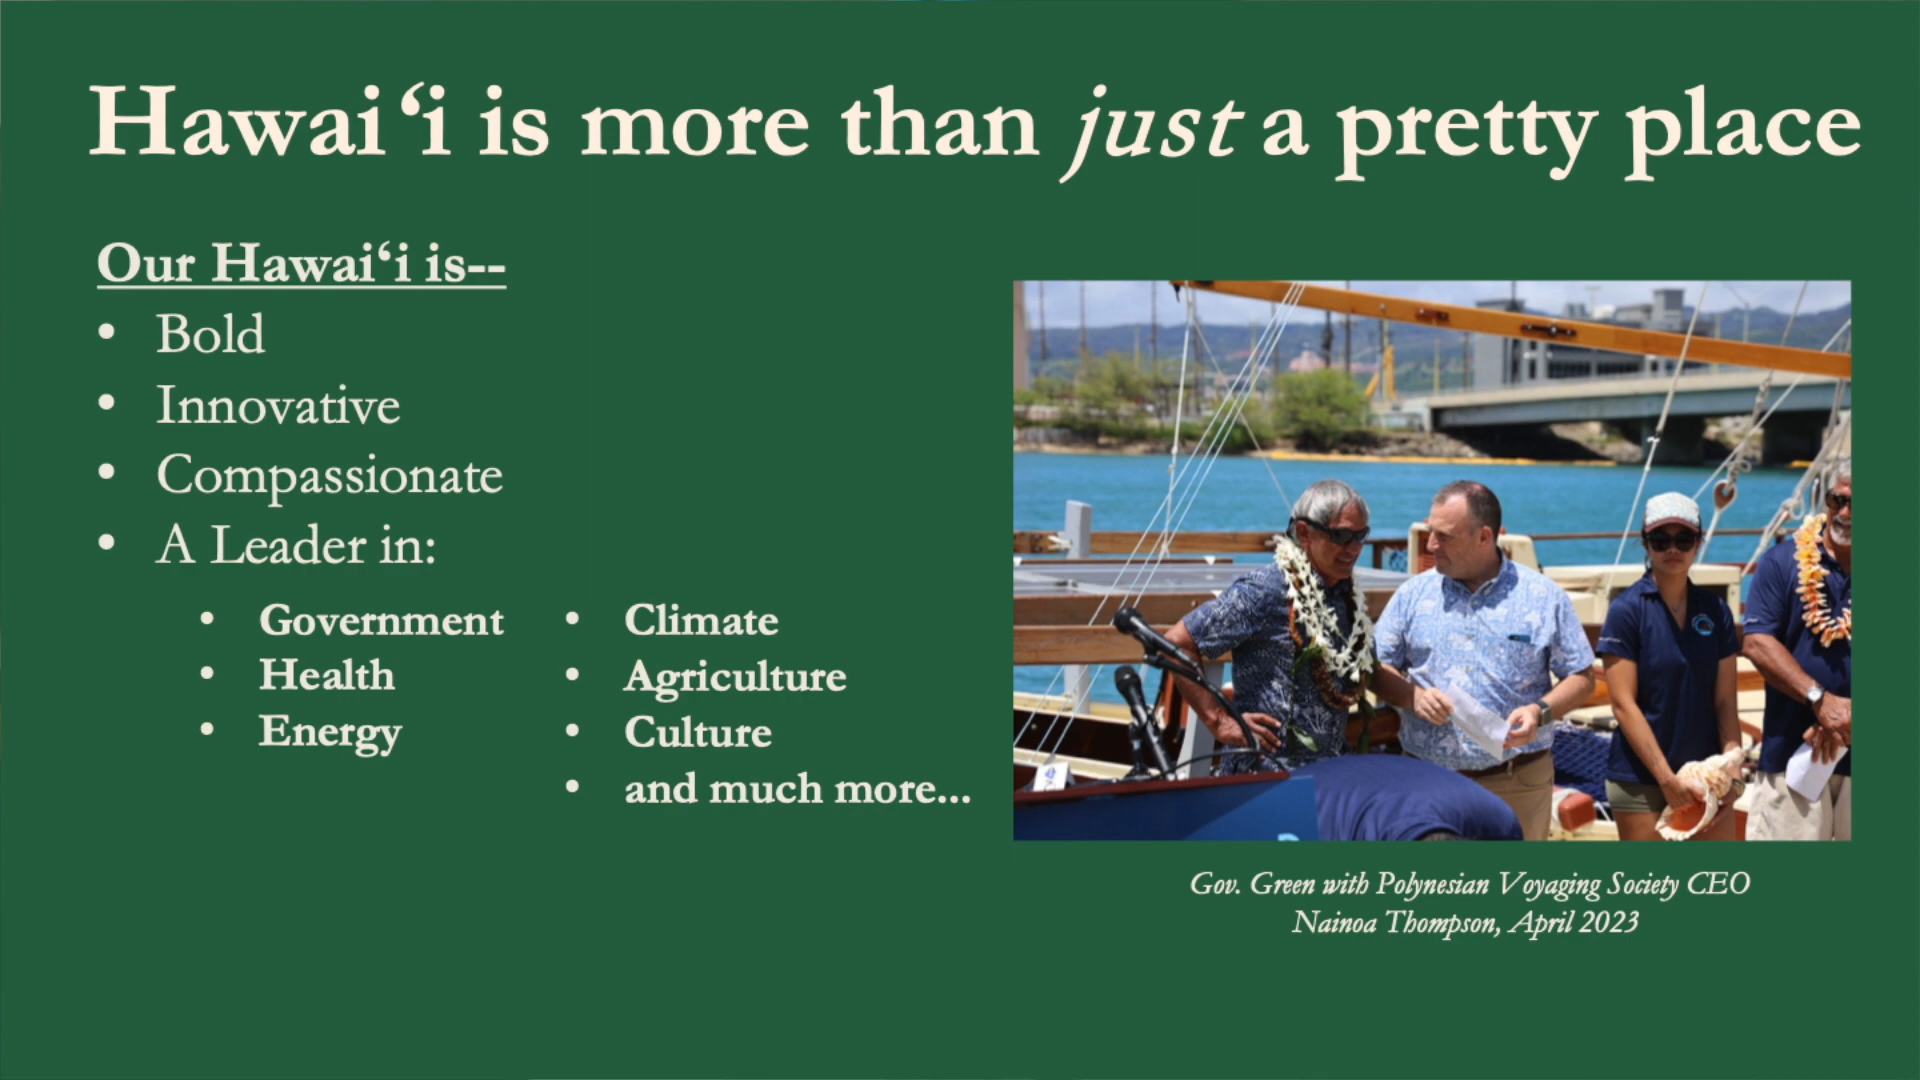 Hawaiʻi is more than just a pretty place
Our Hawaiʻi is--
• Bold
• Innovative
• Compassionate
• A Leader in:
• Government
• Health
• Energy
• Climate
• Agriculture
• Culture
• and much more...
Gov. Green with Polynesian Voyaging Society CEO
Nainoa Thompson, April 2023